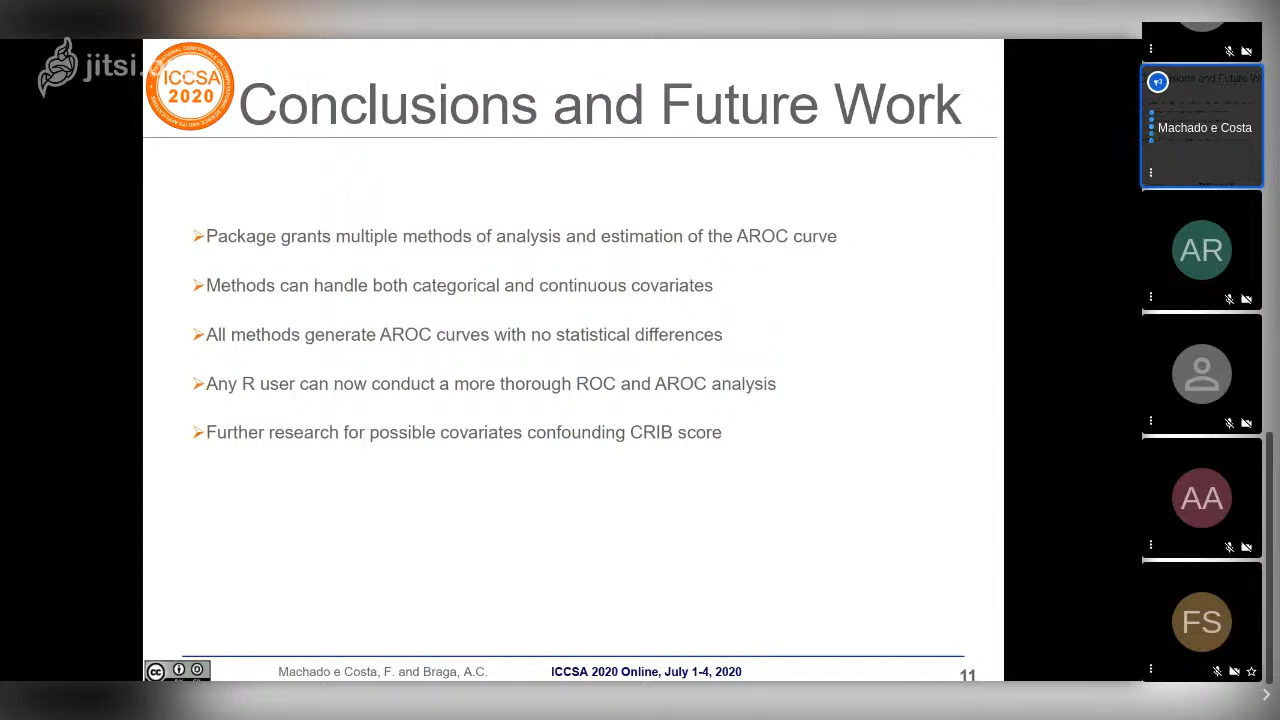 jitsi
ICCSA
2020
Conclusions and Future Work
Package grants multiple methods of analysis and estimation of the AROC curve
Methods can handle both categorical and continuous covariates
All methods generate AROC curves with no statistical differences
Any R user can now conduct a more thorough ROC and AROC analysis
Further research for possible covariates confounding CRIB score
Machado e Costa, F. and Braga, A.C.
ICCSA 2020 Online, July 1-4, 2020
11
Machado e Costa
AR
AA
FS